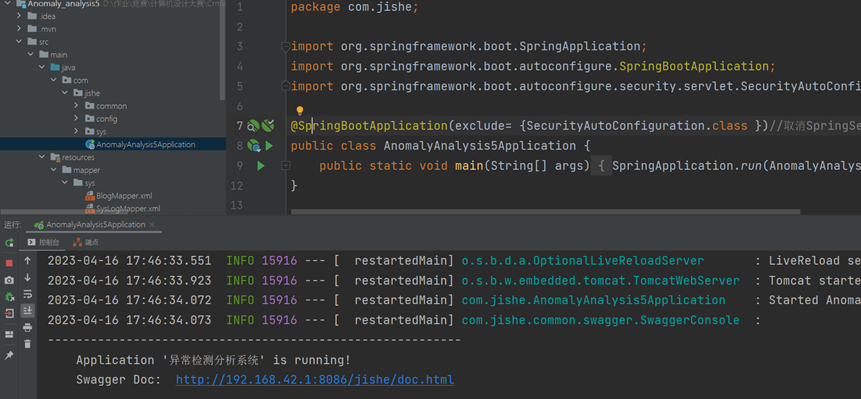 Anomaly_analysis5 D:\作业\竞赛\计算机设计大赛\Crm
.idea
.mvn
src
main
java
com
jishe
common
config
sys
AnomalyAnalysis5Application
resources
mapper
sys
BlogMapper.xml
SysLogMapper.xml
1 package com.jishe;
2
3 import org.springframework.boot.SpringApplication;
4 import org.springframework.boot.autoconfigure.SpringBootApplication;
5 import org.springframework.boot.autoconfigure.security.servlet.SecurityAutoConfi
6
7 @SpringBootApplication(exclude= {SecurityAutoConfiguration.class })//取消SpringSe
8 public class AnomalyAnalysis5Application {
9 public static void main(String[] args) { SpringApplication.run(AnomalyAnalys
12 }
13
运行: AnomalyAnalysis5Application ×
控制台 端点
2023-04-16 17:46:33.551 INFO 15916 --- [ restartedMain] o.s.b.d.a.OptionalLiveReloadServer : LiveReload se
2023-04-16 17:46:33.923 INFO 15916 --- [ restartedMain] o.s.b.w.embedded.tomcat.TomcatWebServer : Tomcat starte
2023-04-16 17:46:34.072 INFO 15916 --- [ restartedMain] com.jishe.AnomalyAnalysis5Application : Started Anoma
2023-04-16 17:46:34.073 INFO 15916 --- [ restartedMain] com.jishe.common.swagger.SwaggerConsole :
----------------------------------------------------------
Application '异常检测分析系统' is running!
Swagger Doc: http://192.168.42.1:8086/jishe/doc.html